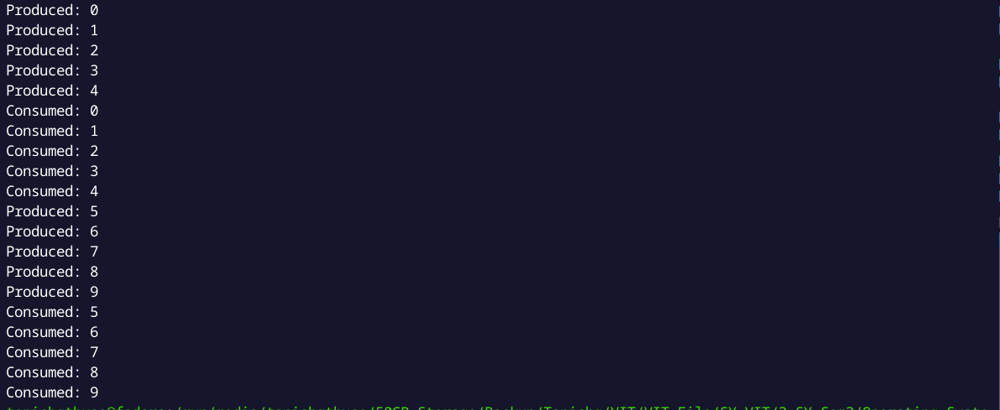 Produced: 0
Produced: 1
Produced: 2
Produced: 3
Produced: 4
Consumed: 0
Consumed: 1
Consumed: 2
Consumed: 3
Consumed: 4
Produced: 5
Produced: 6
Produced: 7
Produced: 8
Produced: 9
Consumed: 5
Consumed: 6
Consumed: 7
Consumed: 8
Consumed: 9